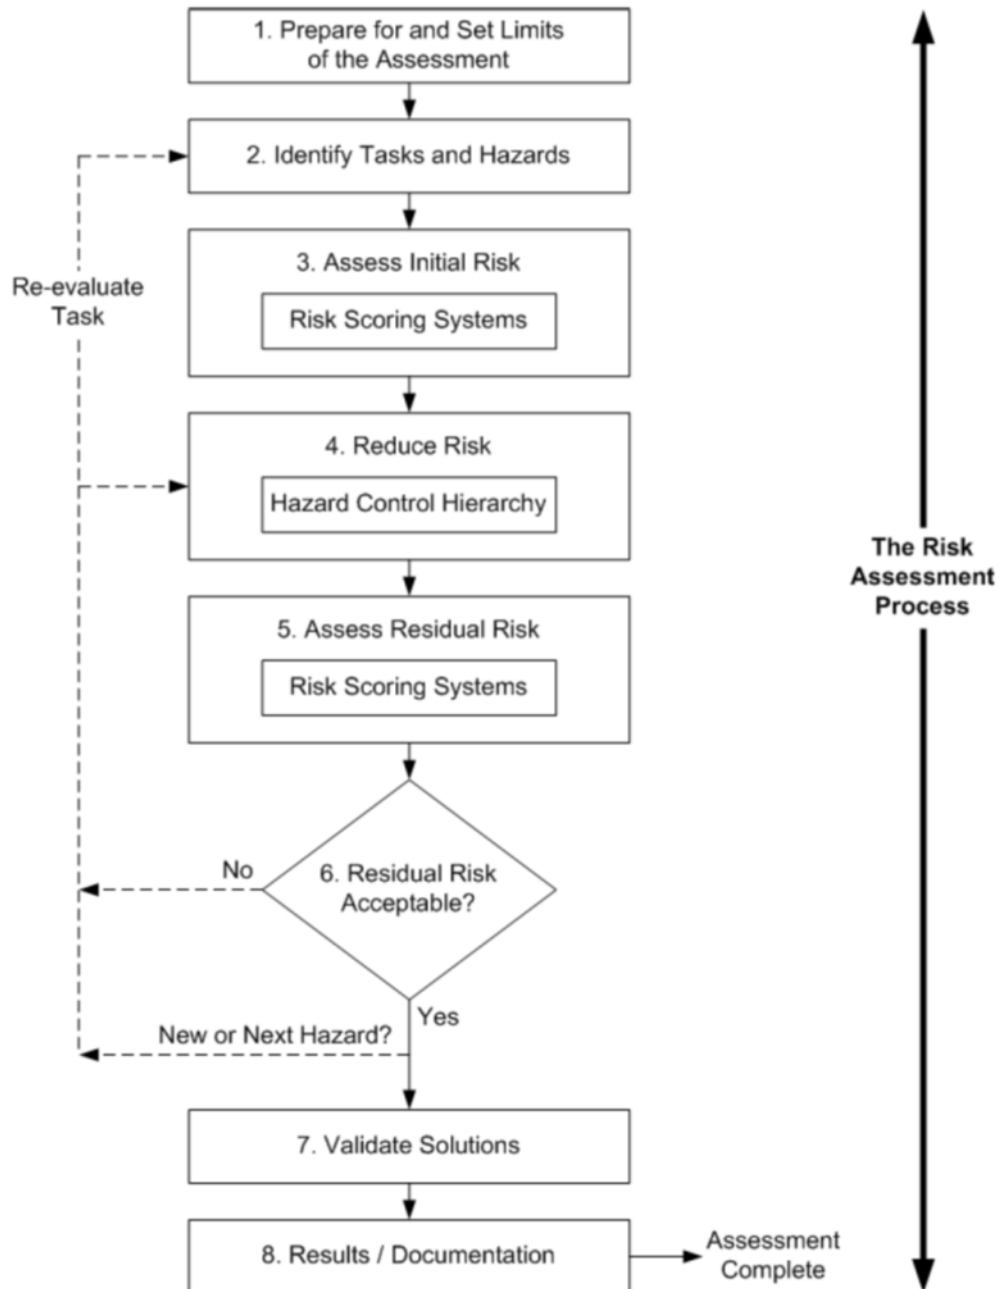 1. Prepare for and Set Limits
of the Assessment
2. Identify Tasks and Hazards
Re-evaluate
Task
3. Assess Initial Risk
Risk Scoring Systems
4. Reduce Risk
Hazard Control Hierarchy
The Risk
Assessment
Process
5. Assess Residual Risk
Risk Scoring Systems
No
6. Residual Risk
Acceptable?
Yes
New or Next Hazard?
7. Validate Solutions
8. Results / Documentation
Assessment
Complete